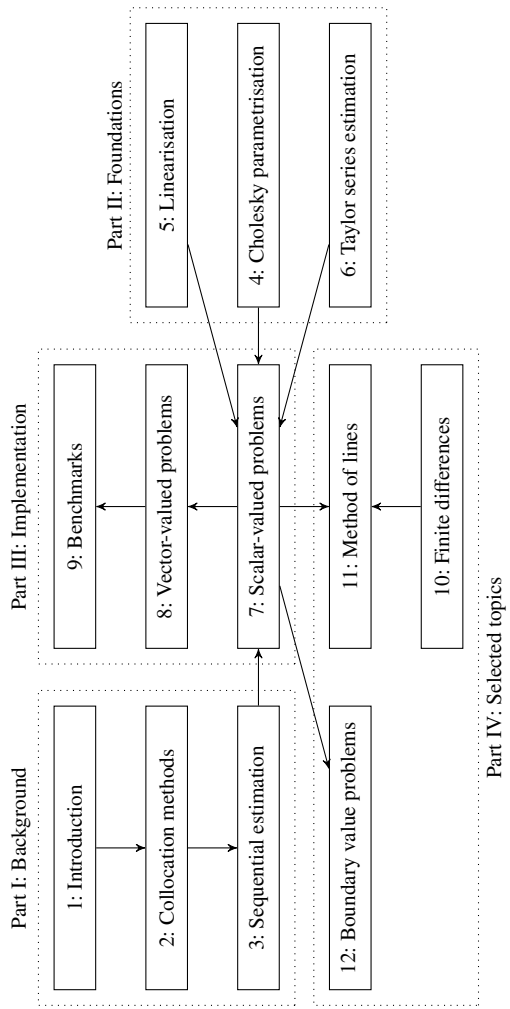 Part I: Background
1: Introduction
2: Collocation methods
3: Sequential estimation
Part III: Implementation
9: Benchmarks
8: Vector-valued problems
7: Scalar-valued problems
Part II: Foundations
5: Linearisation
4: Cholesky parametrisation
6: Taylor series estimation
12: Boundary value problems
11: Method of lines
10: Finite differences
Part IV: Selected topics